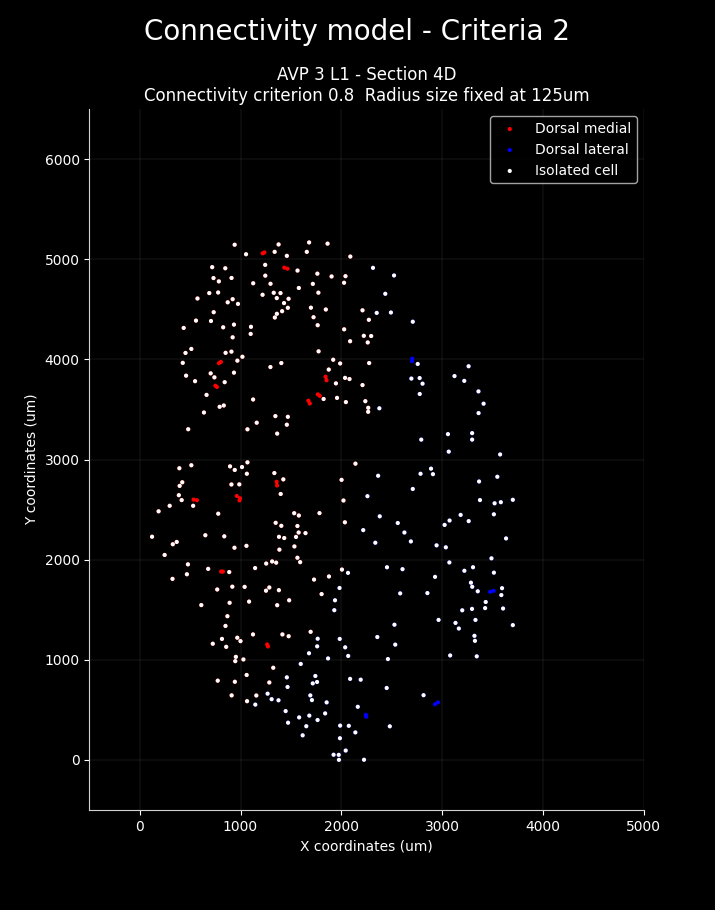 Connectivity model - Criteria 2
AVP 3 L1 - Section 4D
Connectivity criterion 0.8  Radius size fixed at 125um
Dorsal medial
Dorsal lateral
Isolated cell
6000
5000
4000
3000
2000
1000
0
Y coordinates (um)
0
1000
2000
3000
4000
5000
X coordinates (um)